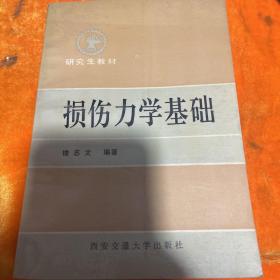 研究生教材
损伤力学基础
楼志文 编著
西安交通大学出版社